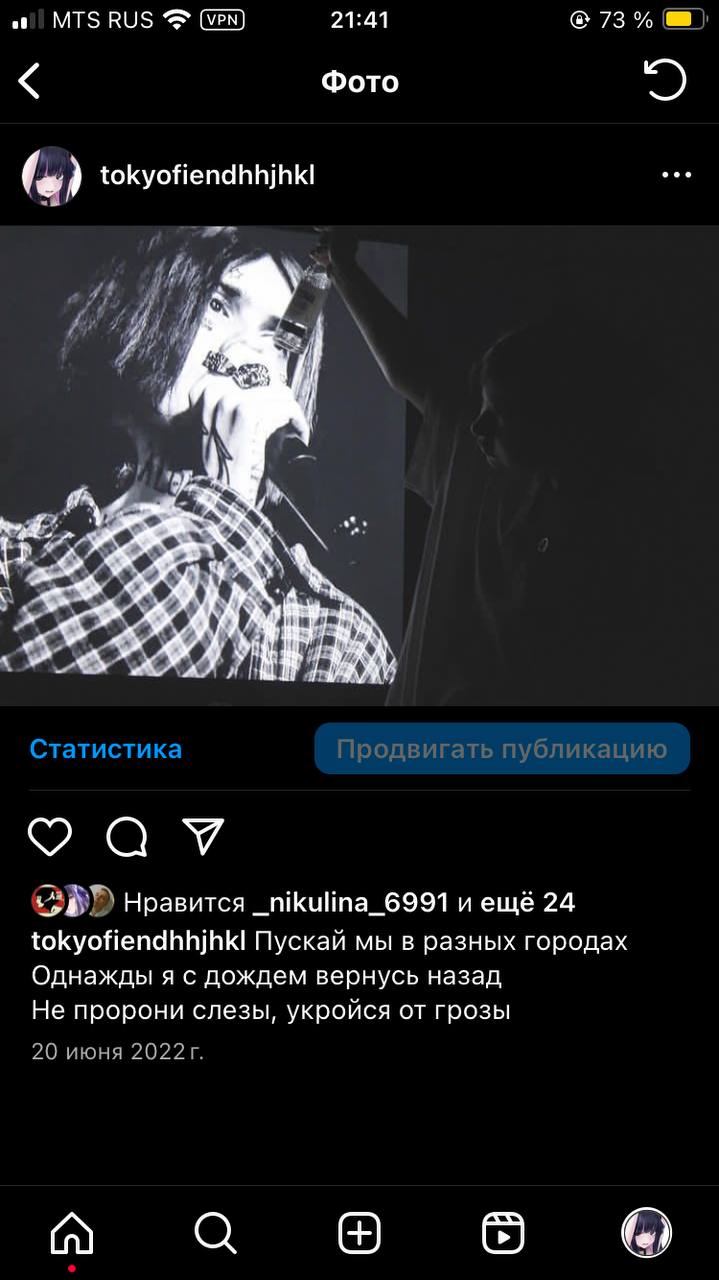 MTS RUS VPN 21:41 73 %
Фото
tokyofiendhhjhkl
Статистика Продвигать публикацию
Нравится _nikulina_6991 и ещё 24
tokyofiendhhjhkl Пускай мы в разных городах
Однажды я с дождем вернусь назад
Не пророни слезы, укройся от грозы
20 июня 2022 г.